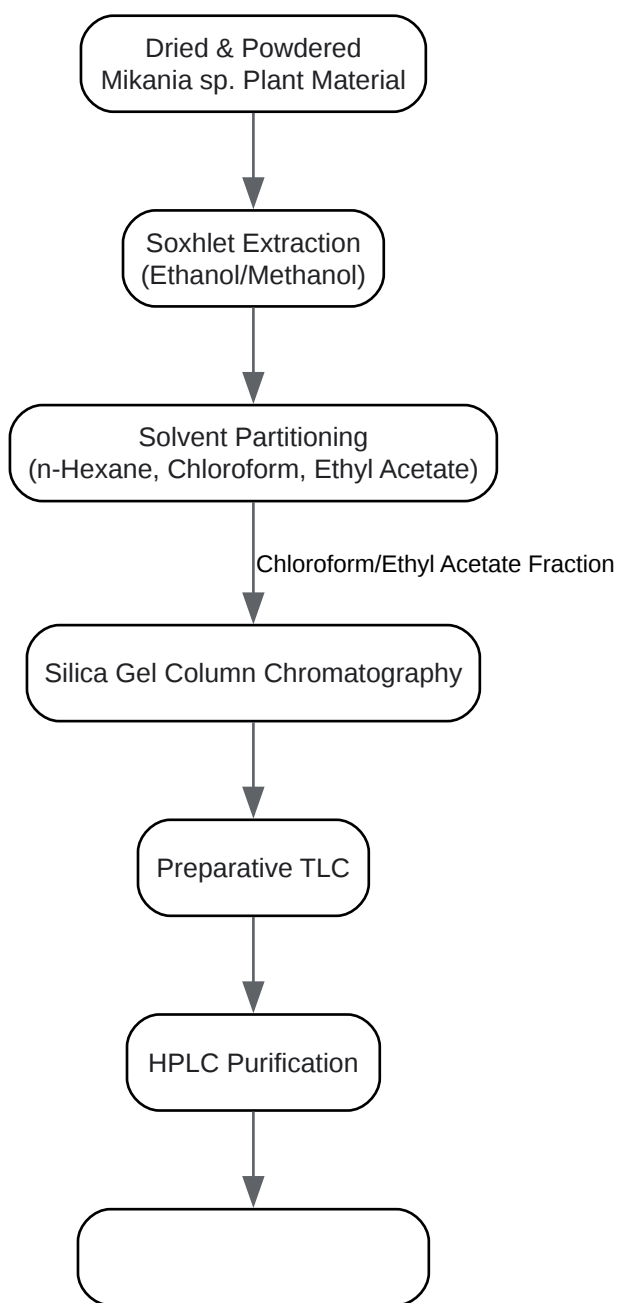 Dried & Powdered
Mikania sp. Plant Material
Soxhlet Extraction
(Ethanol/Methanol)
Solvent Partitioning
(n-Hexane, Chloroform, Ethyl Acetate)
Chloroform/Ethyl Acetate Fraction
Silica Gel Column Chromatography
Preparative TLC
HPLC Purification